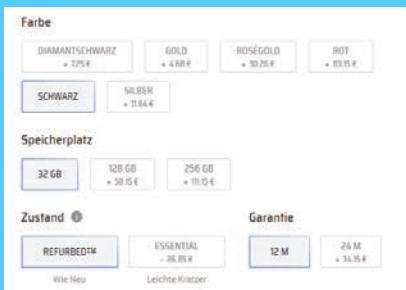 Farbe
DIAMANTSCHWARZ GOLD ROSÉGOLD ROT
+ 7.25 € + 4.68 € + 30.26 € + 83.15 €
SCHWARZ SILBER
+ 11.64 €
Speicherplatz
32 GB 128 GB 256 GB
+ 58.15 € + 111.15 €
Zustand Garantie
REFURBED™ ESSENTIAL 12 M 24 M
- 26.85 € + 34.15 €
Wie Neu Leichte Kratzer